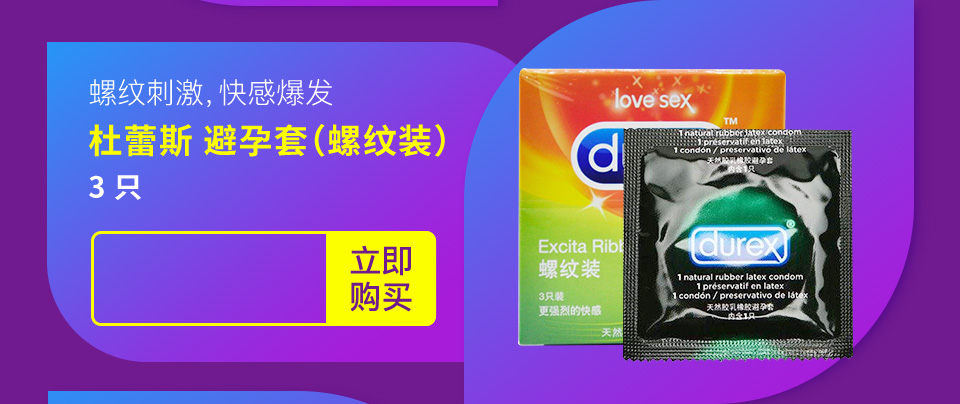 螺纹刺激，快感爆发
杜蕾斯 避孕套（螺纹装）
3 只
立即
购买
love sex
TM
Excita Rib
螺纹装
3只装
更强烈的快感
天然
1 natural rubber latex condom
1 préservatif en latex
1 condón / preservativo de látex
天然胶乳橡胶避孕套
内含1只
durex®
1 natural rubber latex condom
1 préservatif en latex
1 condón / preservativo de látex
天然胶乳橡胶避孕套
内含1只